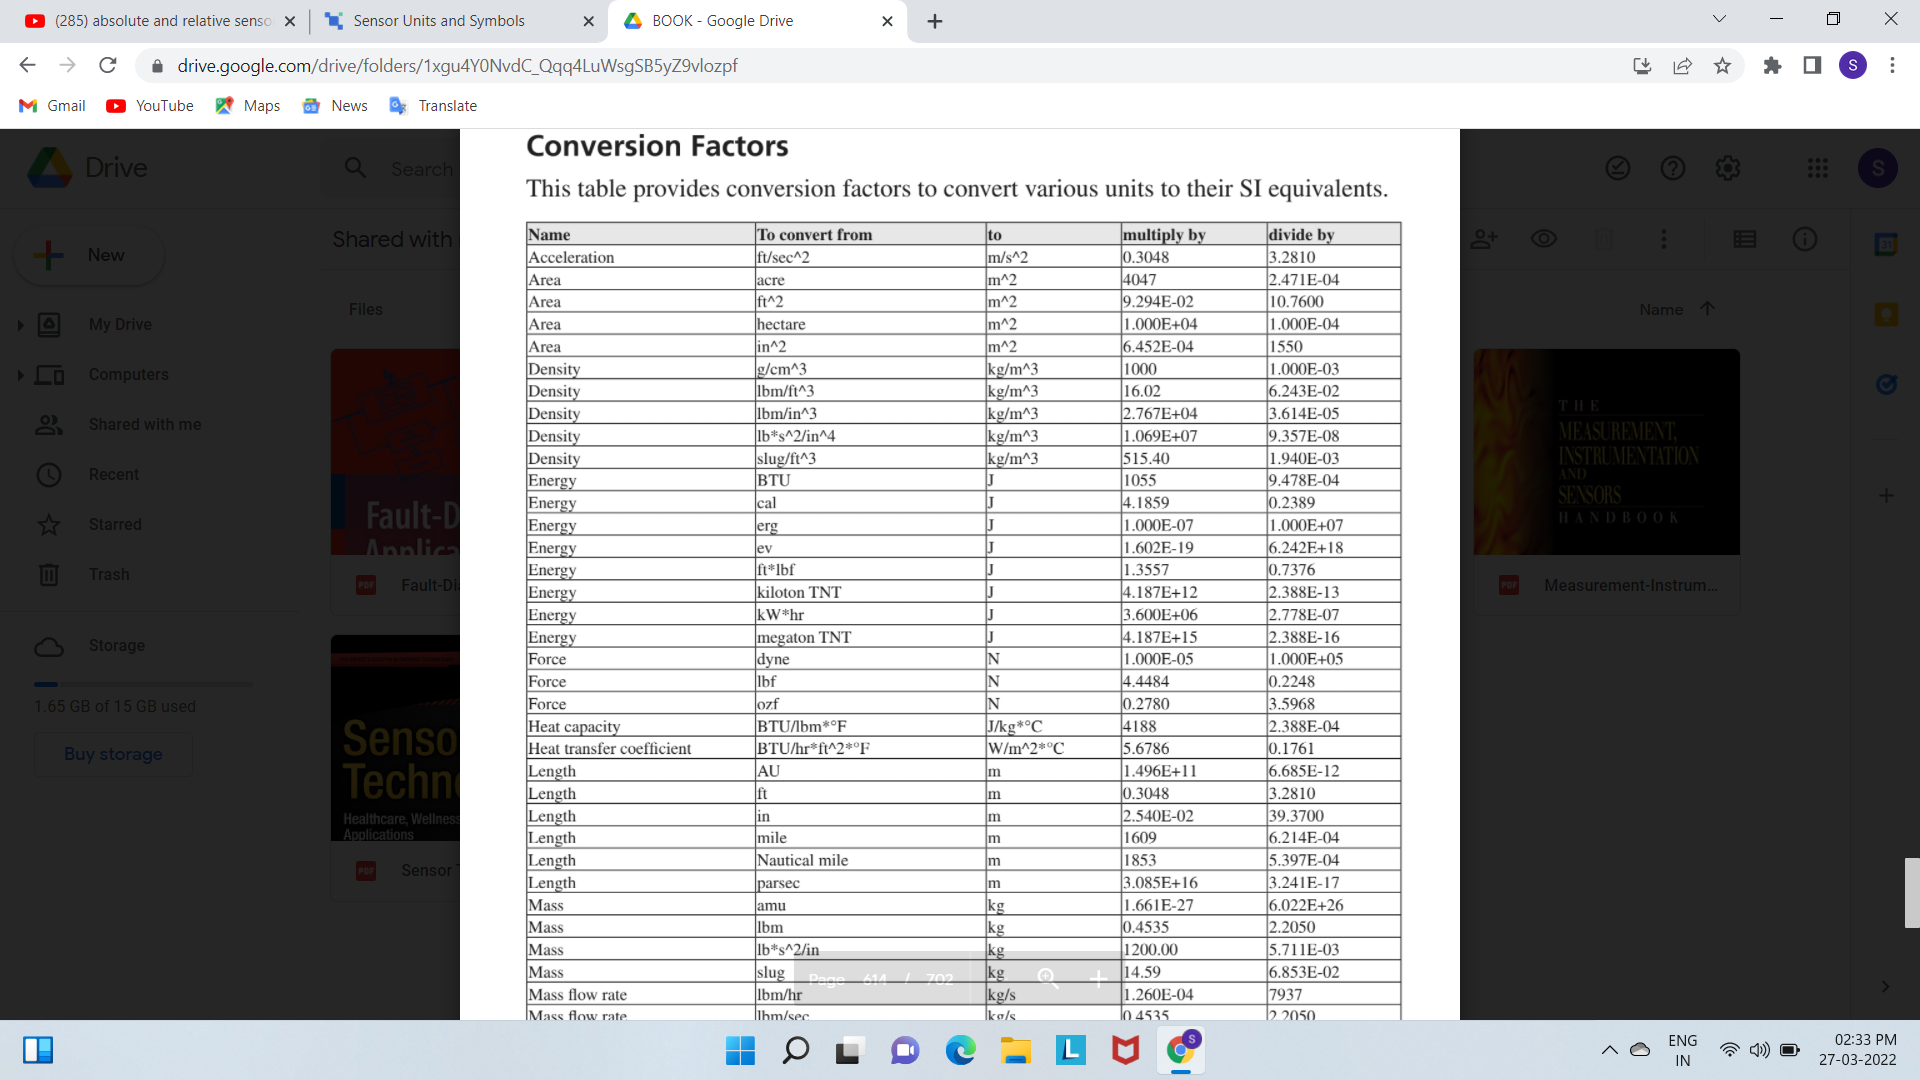 (285) absolute and relative senso
Sensor Units and Symbols
BOOK - Google Drive
drive.google.com/drive/folders/1xgu4Y0NvdC_Qqq4LuWsgSB5yZ9vlozpf
S
Gmail
YouTube
Maps
News
Translate
Drive
Search
S
New
Shared with
My Drive
Computers
Shared with me
Recent
Starred
Trash
Storage
1.65 GB of 15 GB used
Buy storage
Files
Name
Fault-D
Applica
PDF Fault-Di
Senso
Techn
Healthcare, Wellness
Applications
PDF Sensor
THE
MEASUREMENT,
INSTRUMENTATION
AND
SENSORS
HANDBOOK
PDF Measurement-Instrum...
31
Conversion Factors
This table provides conversion factors to convert various units to their SI equivalents.
Name To convert from to multiply by divide by
Acceleration ft/sec^2 m/s^2 0.3048 3.2810
Area acre m^2 4047 2.471E-04
Area ft^2 m^2 9.294E-02 10.7600
Area hectare m^2 1.000E+04 1.000E-04
Area in^2 m^2 6.452E-04 1550
Density g/cm^3 kg/m^3 1000 1.000E-03
Density lbm/ft^3 kg/m^3 16.02 6.243E-02
Density lbm/in^3 kg/m^3 2.767E+04 3.614E-05
Density lb*s^2/in^4 kg/m^3 1.069E+07 9.357E-08
Density slug/ft^3 kg/m^3 515.40 1.940E-03
Energy BTU J 1055 9.478E-04
Energy cal J 4.1859 0.2389
Energy erg J 1.000E-07 1.000E+07
Energy ev J 1.602E-19 6.242E+18
Energy ft*lbf J 1.3557 0.7376
Energy kiloton TNT J 4.187E+12 2.388E-13
Energy kW*hr J 3.600E+06 2.778E-07
Energy megaton TNT J 4.187E+15 2.388E-16
Force dyne N 1.000E-05 1.000E+05
Force lbf N 4.4484 0.2248
Force ozf N 0.2780 3.5968
Heat capacity BTU/lbm*°F J/kg*°C 4188 2.388E-04
Heat transfer coefficient BTU/hr*ft^2*°F W/m^2*°C 5.6786 0.1761
Length AU m 1.496E+11 6.685E-12
Length ft m 0.3048 3.2810
Length in m 2.540E-02 39.3700
Length mile m 1609 6.214E-04
Length Nautical mile m 1853 5.397E-04
Length parsec m 3.085E+16 3.241E-17
Mass amu kg 1.661E-27 6.022E+26
Mass lbm kg 0.4535 2.2050
Mass lb*s^2/in kg 1200.00 5.711E-03
Mass slug kg 14.59 6.853E-02
Page 614 / 702
Mass flow rate lbm/hr kg/s 1.260E-04 7937
Mass flow rate lbm/sec kg/s 0.4535 2.2050
L
S
ENG
IN
02:33 PM
27-03-2022